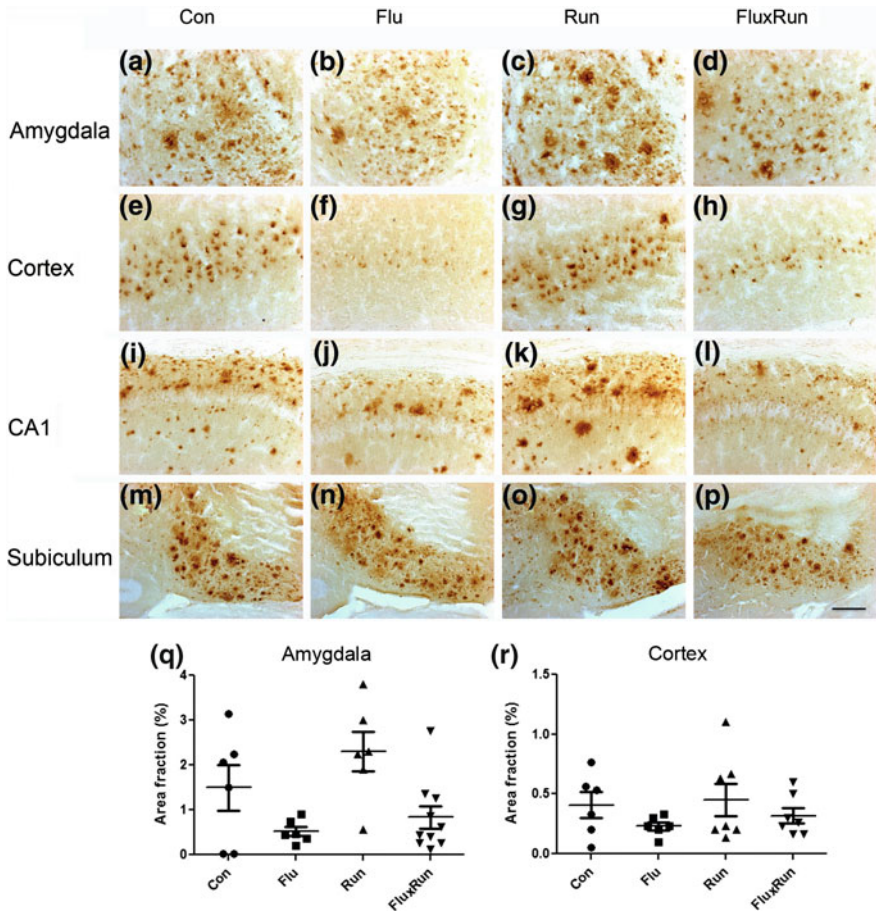 Con Flu Run FluxRun
(a) (b) (c) (d)
Amygdala
(e) (f) (g) (h)
Cortex
(i) (j) (k) (l)
CA1
(m) (n) (o) (p)
Subiculum
(q) Amygdala
Area fraction (%)
4
3
2
1
0
Con Flu Run FluxRun
(r) Cortex
Area fraction (%)
1.5
1.0
0.5
0.0
Con Flu Run FluxRun